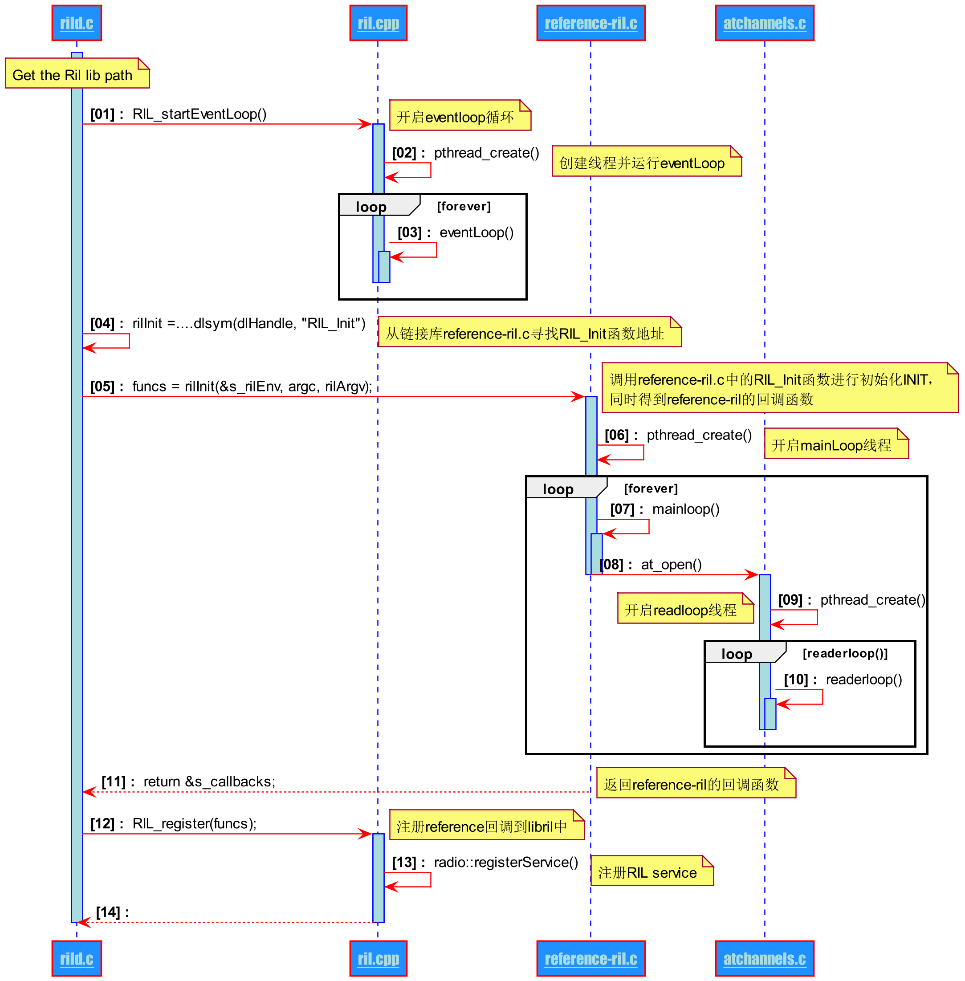 rild.c
ril.cpp
reference-ril.c
atchannels.c
Get the Ril lib path
[01] : RIL_startEventLoop()
开启eventloop循环
[02] : pthread_create()
创建线程并运行eventLoop
loop
[forever]
[03] : eventLoop()
[04] : rilInit =....dlsym(dlHandle, "RIL_Init")
从链接库reference-ril.c寻找RIL_Init函数地址
[05] : funcs = rilInit(&s_rilEnv, argc, rilArgv);
调用reference-ril.c中的RIL_Init函数进行初始化INIT，
同时得到reference-ril的回调函数
[06] : pthread_create()
开启mainLoop线程
loop
[forever]
[07] : mainloop()
[08] : at_open()
开启readloop线程
[09] : pthread_create()
loop
[readerloop()]
[10] : readerloop()
[11] : return &s_callbacks;
返回reference-ril的回调函数
[12] : RIL_register(funcs);
注册reference回调到libril中
[13] : radio::registerService()
注册RIL service
[14] :
rild.c
ril.cpp
reference-ril.c
atchannels.c